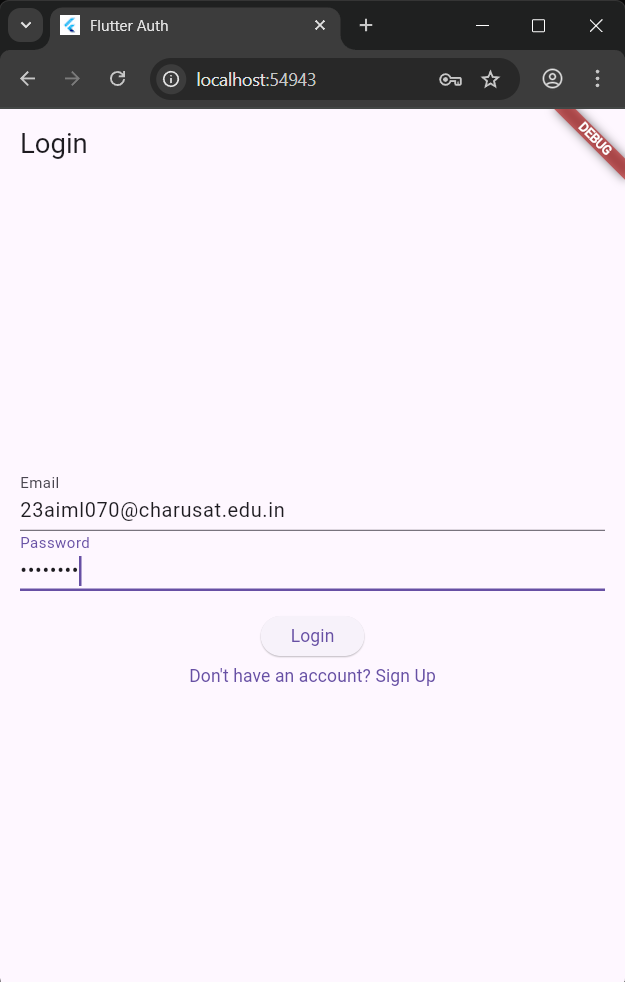 Flutter Auth
localhost:54943
DEBUG
Login
Email
23aiml070@charusat.edu.in
Password
••••••••
Login
Don't have an account? Sign Up